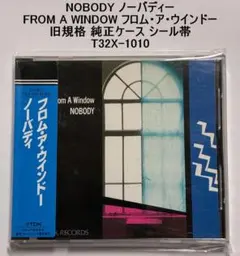 NOBODY ノーバディー
FROM A WINDOW フロム・ア・ウインドー
旧規格 純正ケース シール帯
T32X-1010
フロム・ア・ウインドー
ノーバディ
From A Window
NOBODY
RECORDS